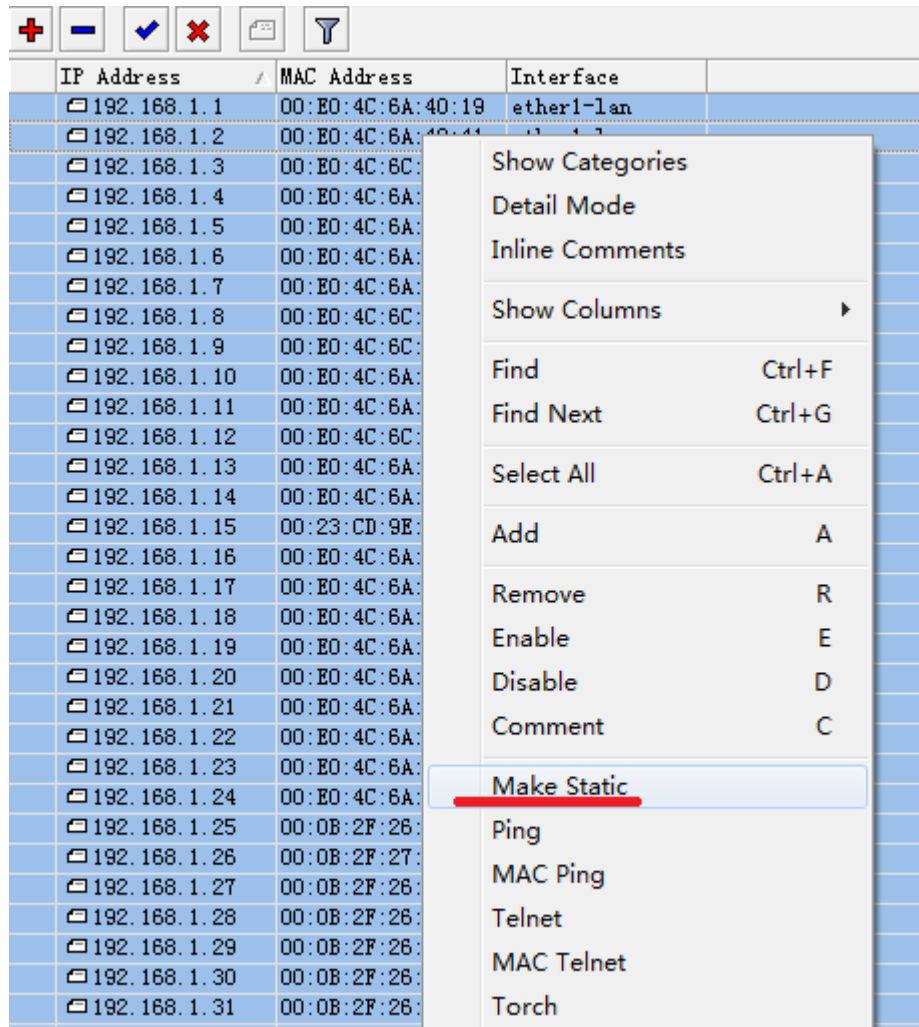 IP Address MAC Address Interface
192.168.1.1 00:E0:4C:6A:40:19 ether1-lan
192.168.1.2 00:E0:4C:6A:
192.168.1.3 00:E0:4C:6C:
192.168.1.4 00:E0:4C:6A:
192.168.1.5 00:E0:4C:6A:
192.168.1.6 00:E0:4C:6A:
192.168.1.7 00:E0:4C:6A:
192.168.1.8 00:E0:4C:6C:
192.168.1.9 00:E0:4C:6C:
192.168.1.10 00:E0:4C:6A:
192.168.1.11 00:E0:4C:6A:
192.168.1.12 00:E0:4C:6C:
192.168.1.13 00:E0:4C:6A:
192.168.1.14 00:E0:4C:6A:
192.168.1.15 00:23:CD:9E:
192.168.1.16 00:E0:4C:6A:
192.168.1.17 00:E0:4C:6A:
192.168.1.18 00:E0:4C:6A:
192.168.1.19 00:E0:4C:6A:
192.168.1.20 00:E0:4C:6A:
192.168.1.21 00:E0:4C:6A:
192.168.1.22 00:E0:4C:6A:
192.168.1.23 00:E0:4C:6A:
192.168.1.24 00:E0:4C:6A:
192.168.1.25 00:0B:2F:26:
192.168.1.26 00:0B:2F:27:
192.168.1.27 00:0B:2F:26:
192.168.1.28 00:0B:2F:26:
192.168.1.29 00:0B:2F:26:
192.168.1.30 00:0B:2F:26:
192.168.1.31 00:0B:2F:26:
Show Categories
Detail Mode
Inline Comments
Show Columns
Find Ctrl+F
Find Next Ctrl+G
Select All Ctrl+A
Add A
Remove R
Enable E
Disable D
Comment C
Make Static
Ping
MAC Ping
Telnet
MAC Telnet
Torch